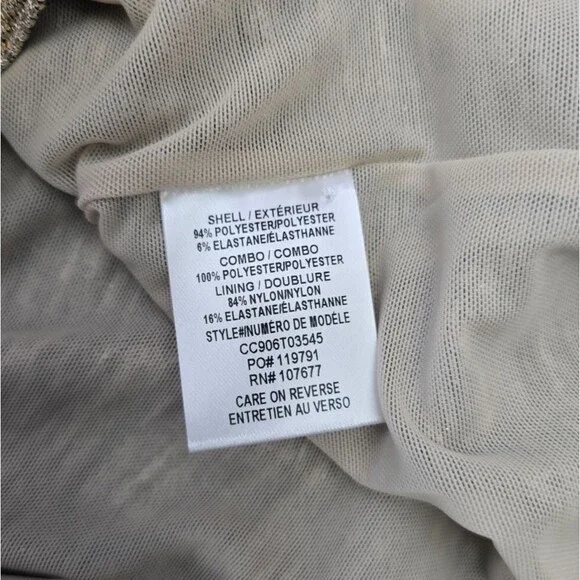 SHELL / EXTÉRIEUR
94% POLYESTER/POLYESTER
6% ELASTANE/ÉLASTHANNE
COMBO / COMBO
100% POLYESTER/POLYESTER
LINING / DOUBLURE
84% NYLON/NYLON
16% ELASTANE/ÉLASTHANNE
STYLE#/NUMÉRO DE MODÈLE
CC906T03545
PO# 119791
RN# 107677
CARE ON REVERSE
ENTRETIEN AU VERSO